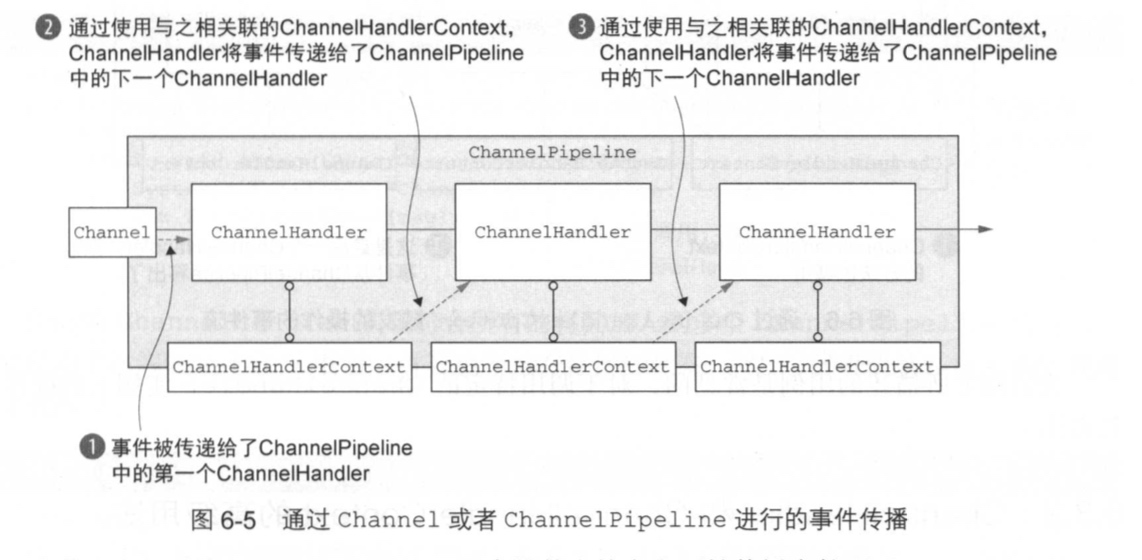 ❷ 通过使用与之相关联的ChannelHandlerContext,
ChannelHandler将事件传递给了ChannelPipeline
中的下一个ChannelHandler
❸ 通过使用与之相关联的ChannelHandlerContext,
ChannelHandler将事件传递给了ChannelPipeline
中的下一个ChannelHandler
ChannelPipeline
Channel
ChannelHandler
ChannelHandler
ChannelHandler
ChannelHandlerContext
ChannelHandlerContext
ChannelHandlerContext
❶ 事件被传递给了ChannelPipeline
中的第一个ChannelHandler
图 6-5 通过 Channel 或者 ChannelPipeline 进行的事件传播